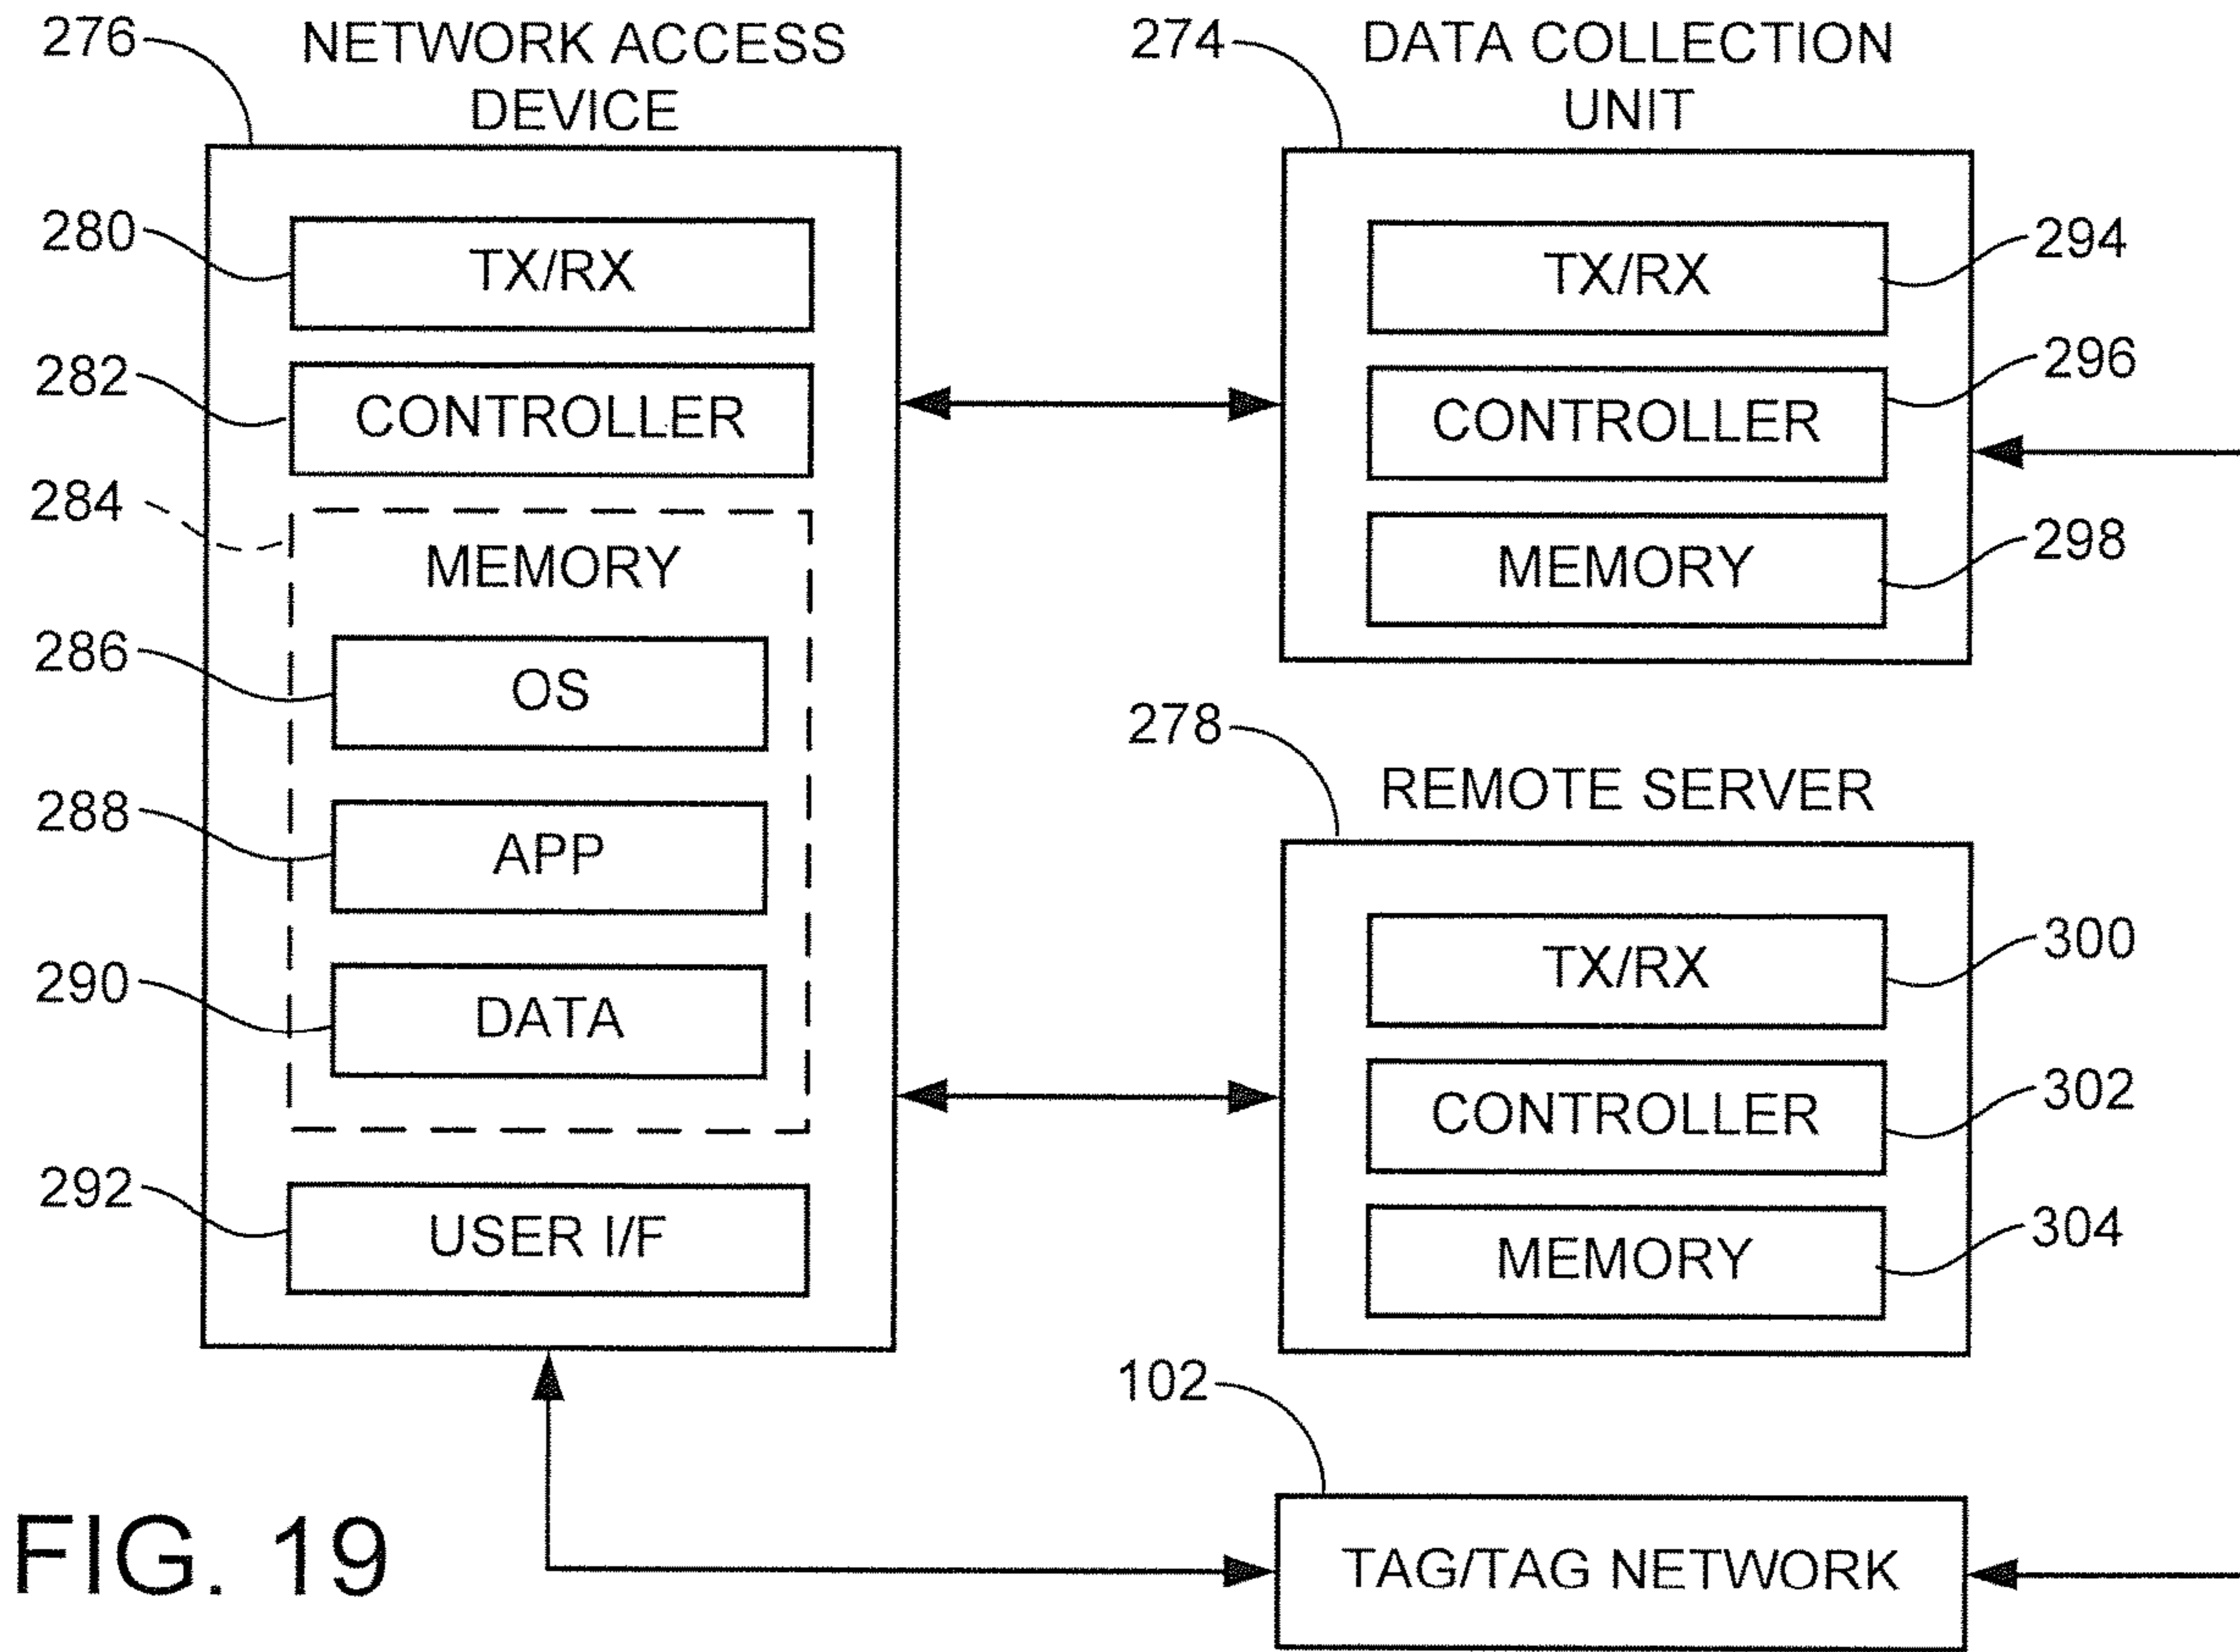 276
NETWORK ACCESS
DEVICE
280
TX/RX
282
CONTROLLER
284
MEMORY
286
OS
288
APP
290
DATA
292
USER I/F
274
DATA COLLECTION
UNIT
TX/RX
294
CONTROLLER
296
MEMORY
298
278
REMOTE SERVER
TX/RX
300
CONTROLLER
302
MEMORY
304
102
TAG/TAG NETWORK
FIG. 19